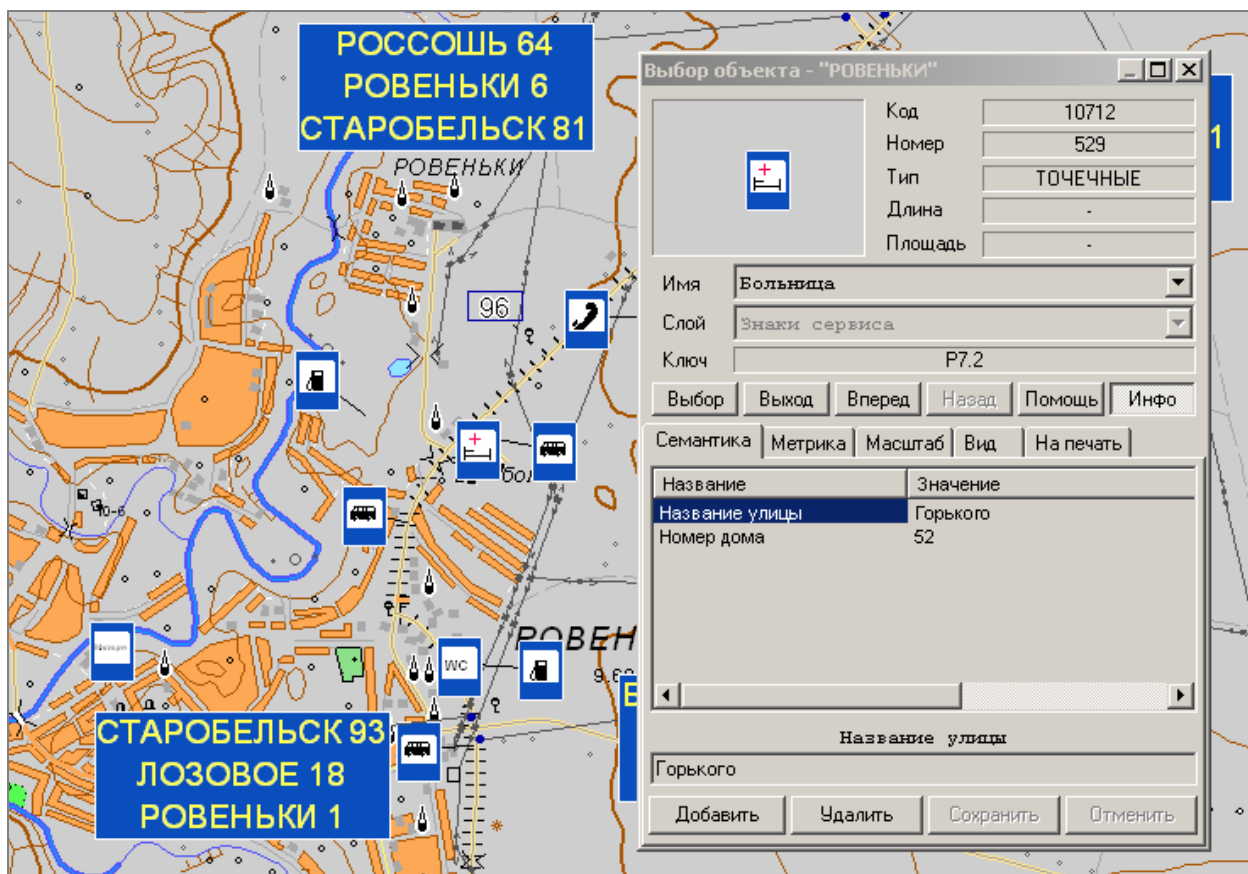 РОССОШЬ 64
РОВЕНЬКИ 6
СТАРОБЕЛЬСК 81
РОВЕНЬКИ
96
10-6
WC
РОВЕН
СТАРОБЕЛЬСК 93
ЛОЗОВОЕ 18
РОВЕНЬКИ 1
1
Выбор объекта - "РОВЕНЬКИ"
Код 10712
Номер 529
Тип ТОЧЕЧНЫЕ
Длина -
Площадь -
Имя Больница
Слой Знаки сервиса
Ключ P7.2
Выбор Выход Вперед Назад Помощь Инфо
Семантика Метрика Масштаб Вид На печать
Название Значение
Название улицы Горького
Номер дома 52
Название улицы
Горького
Добавить Удалить Сохранить Отменить